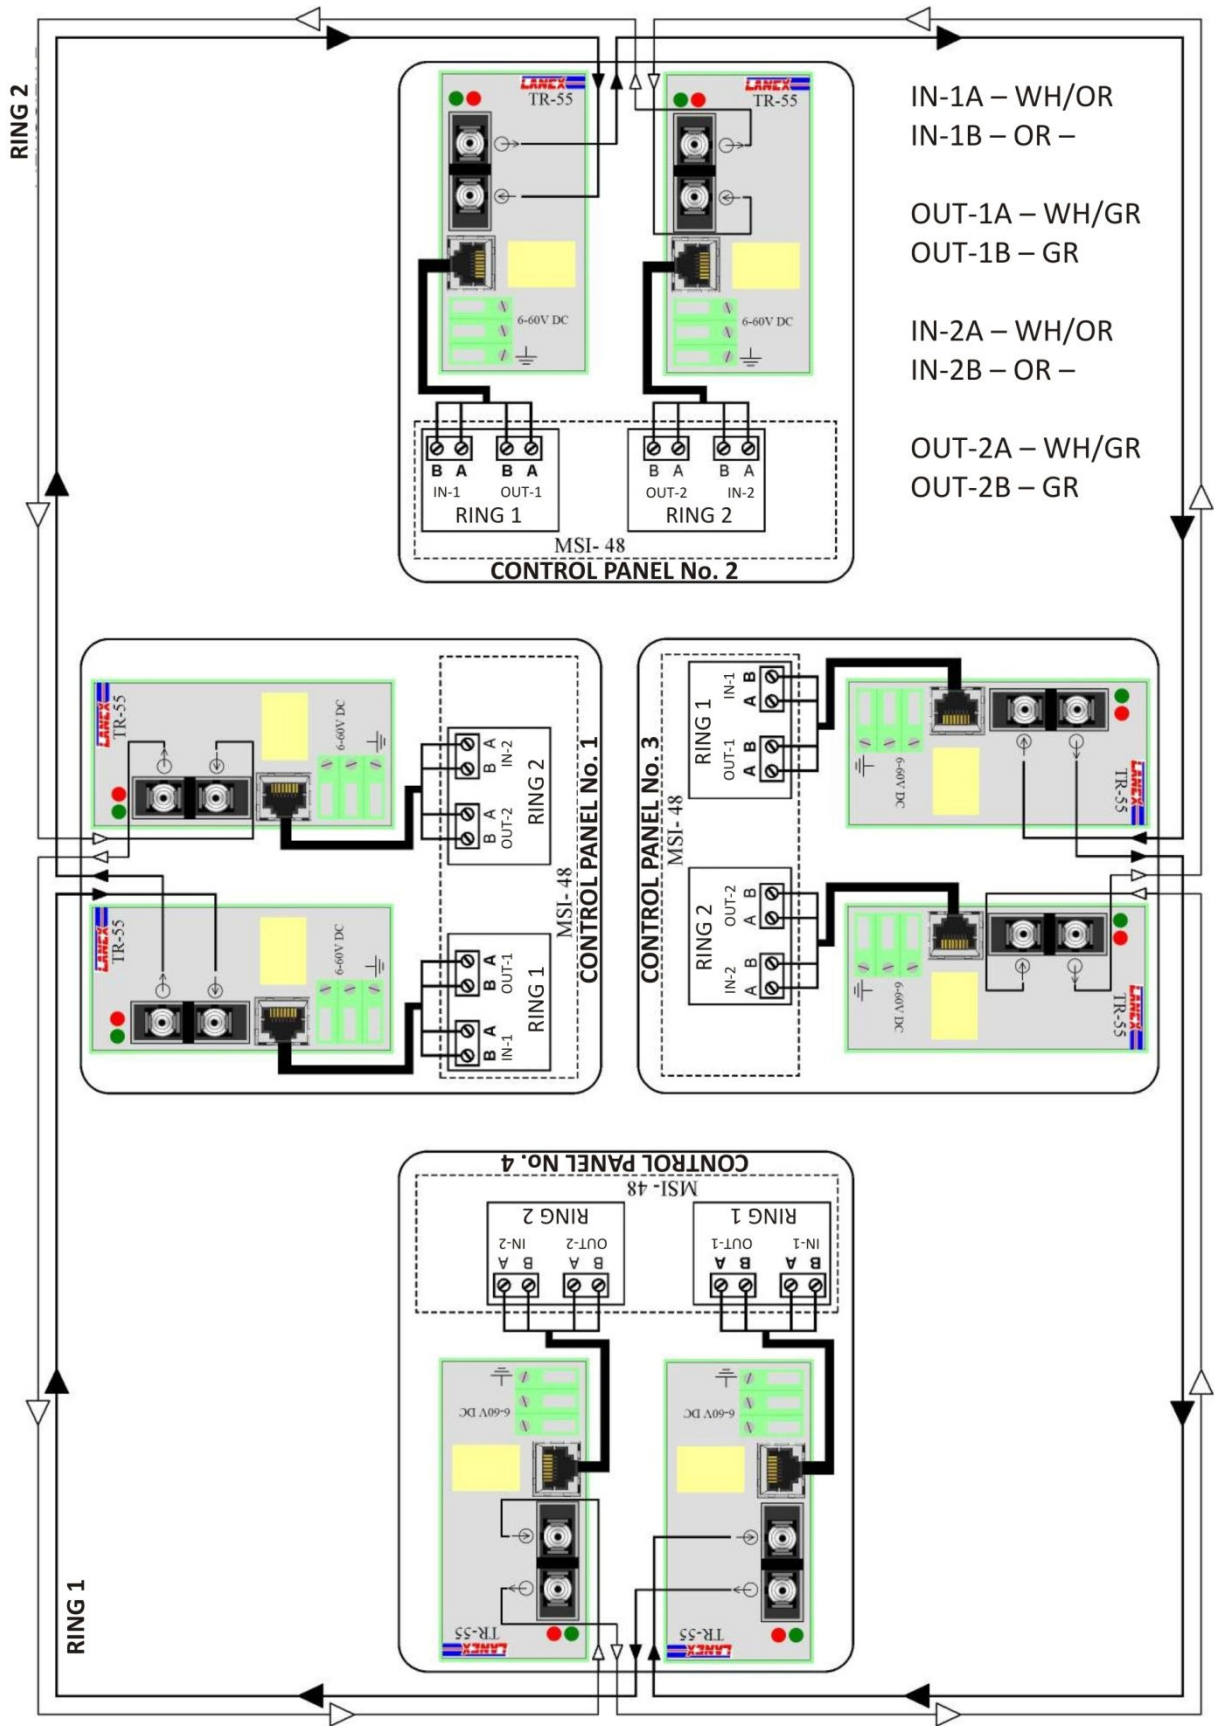 RING 2
LANEX
TR-55
6-60V DC
B A
B A
IN-1
OUT-1
RING 1
LANEX
TR-55
6-60V DC
B A
B A
OUT-2
IN-2
RING 2
MSI- 48
CONTROL PANEL No. 2
IN-1A – WH/OR
IN-1B – OR –
OUT-1A – WH/GR
OUT-1B – GR
IN-2A – WH/OR
IN-2B – OR –
OUT-2A – WH/GR
OUT-2B – GR
LANEX
TR-55
6-60V DC
B A
IN-2
B A
OUT-2
RING 2
LANEX
TR-55
6-60V DC
B A
OUT-1
B A
IN-1
RING 1
MSI- 48
CONTROL PANEL No. 1
CONTROL PANEL No. 3
MSI- 48
RING 1
IN-1
A B
OUT-1
A B
6-60V DC
TR-55
LANEX
RING 2
OUT-2
A B
IN-2
A B
6-60V DC
TR-55
LANEX
CONTROL PANEL No. 4
MSI- 48
RING 2
IN-2
OUT-2
A B
A B
6-60V DC
TR-55
LANEX
RING 1
OUT-1
IN-1
A B
A B
6-60V DC
TR-55
LANEX
RING 1